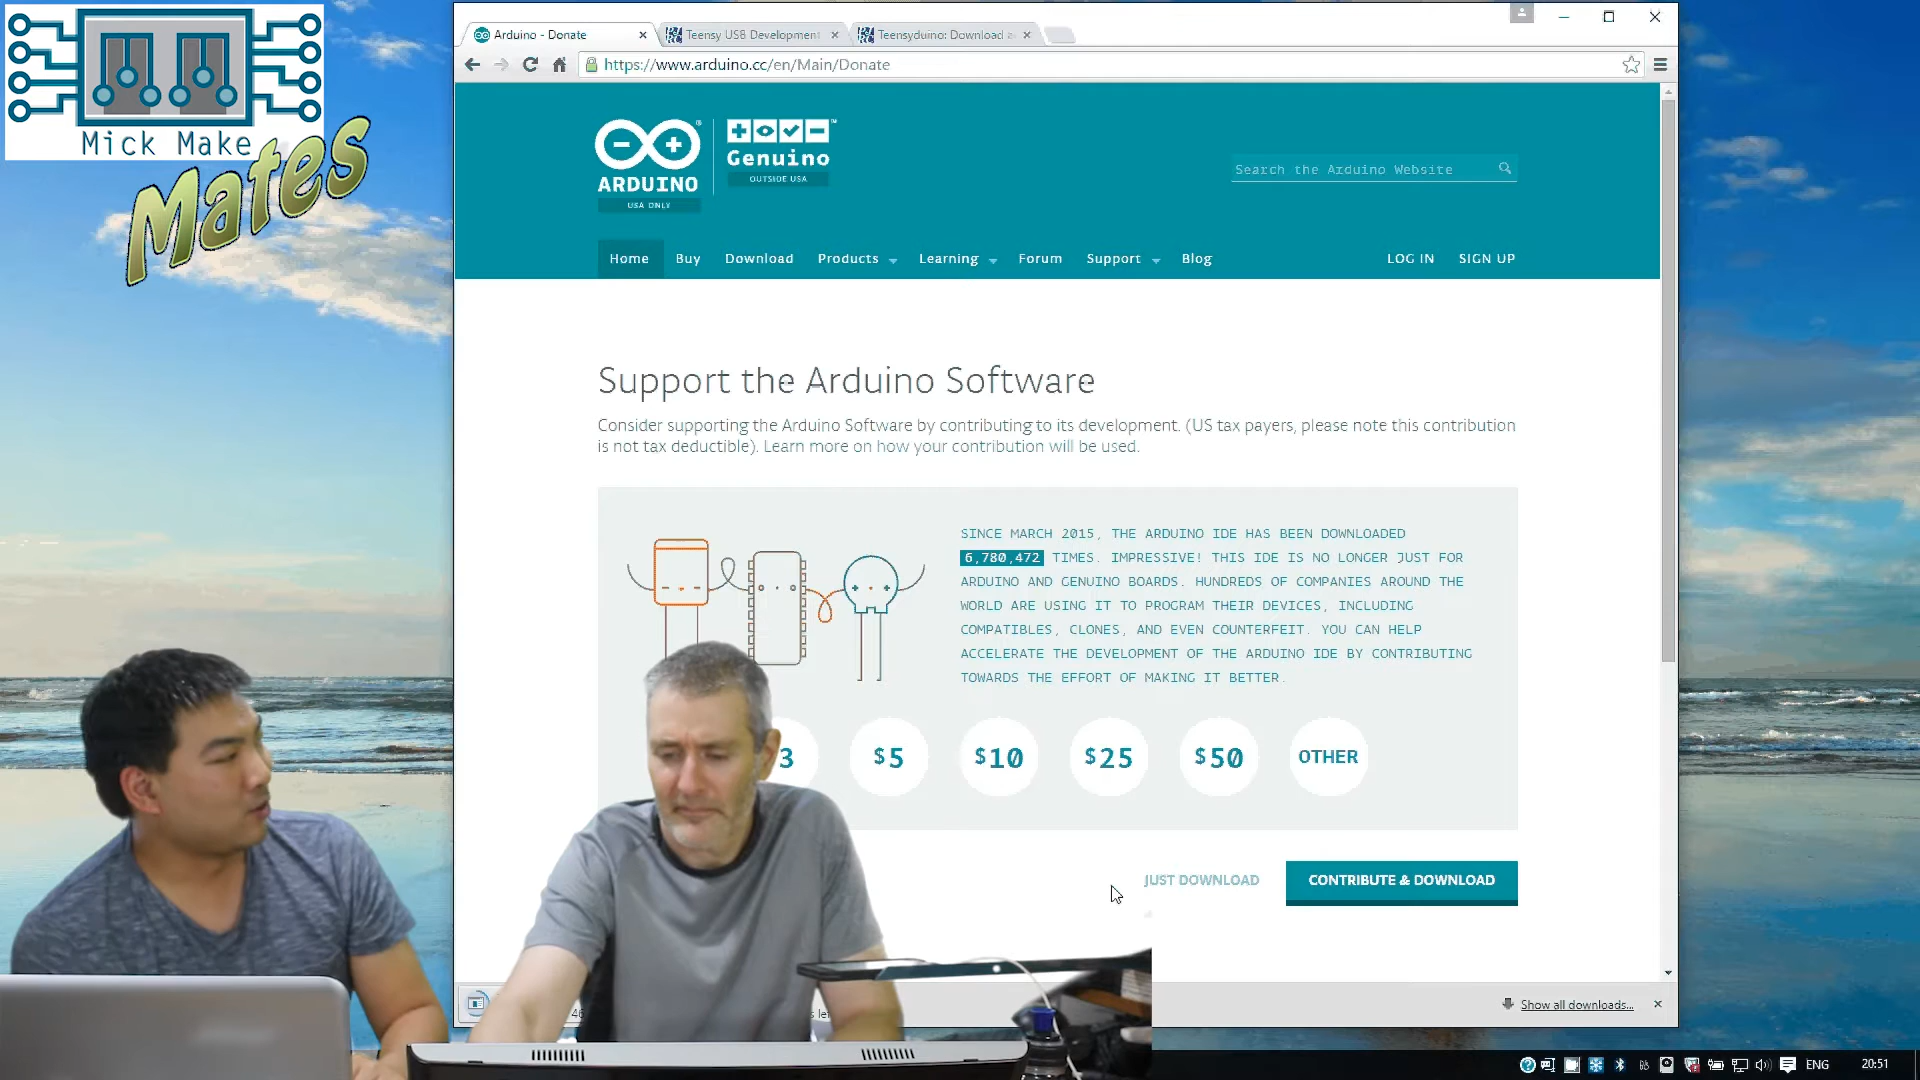 Mick Make
Mates
Arduino - Donate
Teensy USB Development
Teensyduino: Download a
https://www.arduino.cc/en/Main/Donate
ARDUINO
USA ONLY
Genuino
OUTSIDE USA
Search the Arduino Website
Home
Buy
Download
Products
Learning
Forum
Support
Blog
LOG IN
SIGN UP
Support the Arduino Software
Consider supporting the Arduino Software by contributing to its development. (US tax payers, please note this contribution
is not tax deductible). Learn more on how your contribution will be used.
SINCE MARCH 2015, THE ARDUINO IDE HAS BEEN DOWNLOADED
6,780,472 TIMES. IMPRESSIVE! THIS IDE IS NO LONGER JUST FOR
ARDUINO AND GENUINO BOARDS. HUNDREDS OF COMPANIES AROUND THE
WORLD ARE USING IT TO PROGRAM THEIR DEVICES, INCLUDING
COMPATIBLES, CLONES, AND EVEN COUNTERFEIT. YOU CAN HELP
ACCELERATE THE DEVELOPMENT OF THE ARDUINO IDE BY CONTRIBUTING
TOWARDS THE EFFORT OF MAKING IT BETTER.
3
$5
$10
$25
$50
OTHER
JUST DOWNLOAD
CONTRIBUTE & DOWNLOAD
46
Show all downloads...
ENG
20:51